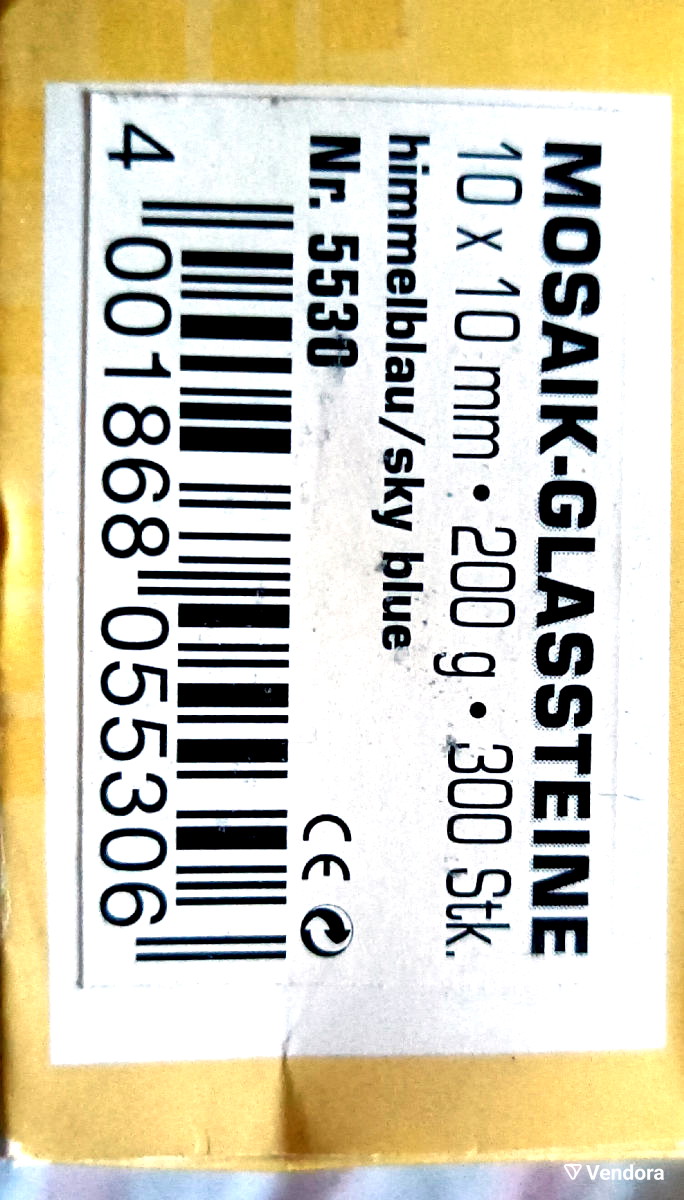 MOSAIK-GLASSTEINE
10 x 10 mm • 200 g • 300 Stk.
himmelblau/sky blue
Nr. 5530
CE
4 001868 055306
Vendora